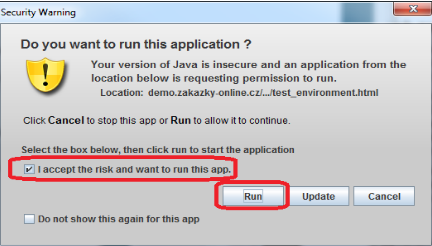 Security Warning
Do you want to run this application ?
Your version of Java is insecure and an application from the
location below is requesting permission to run.
Location: demo.zakazky-online.cz/.../test_environment.html
Click Cancel to stop this app or Run to allow it to continue.
Select the box below, then click run to start the application
I accept the risk and want to run this app.
Run Update Cancel
Do not show this again for this app